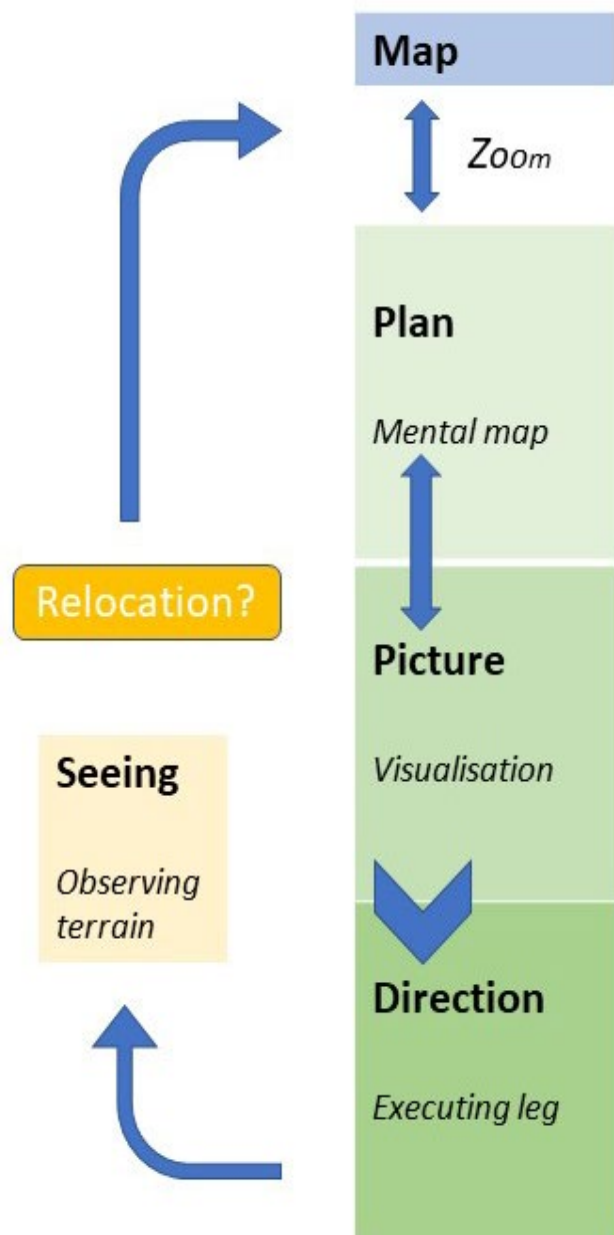 Map
Zoom
Plan
Mental map
Relocation?
Picture
Visualisation
Seeing
Observing
terrain
Direction
Executing leg